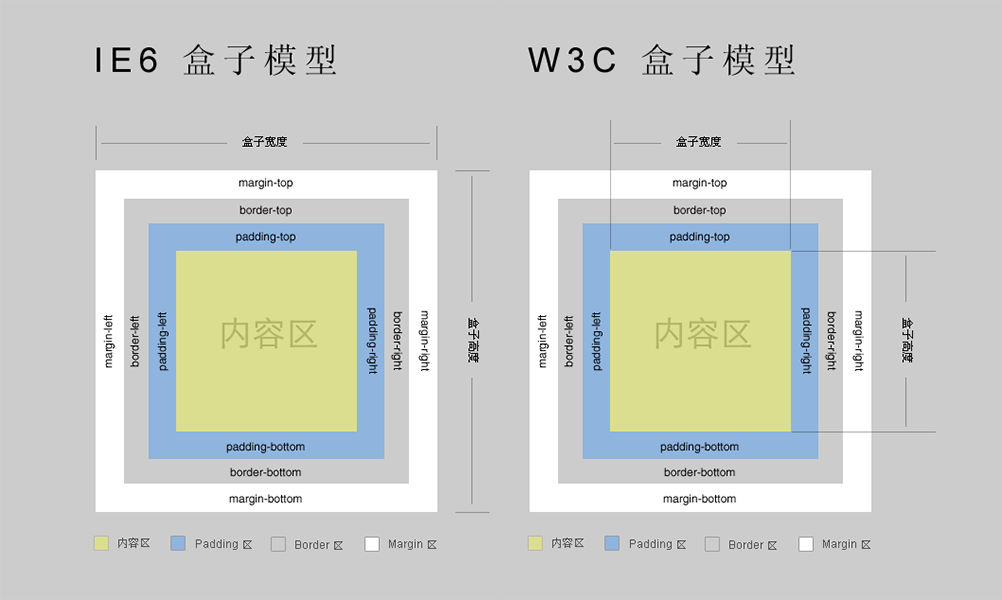 IE6 盒子模型
盒子宽度
margin-top
border-top
padding-top
margin-left
border-left
padding-left
内容区
padding-right
border-right
margin-right
盒子高度
padding-bottom
border-bottom
margin-bottom
内容区
Padding 区
Border 区
Margin 区
W3C 盒子模型
盒子宽度
margin-top
border-top
padding-top
margin-left
border-left
padding-left
内容区
padding-right
border-right
margin-right
盒子高度
padding-bottom
border-bottom
margin-bottom
内容区
Padding 区
Border 区
Margin 区